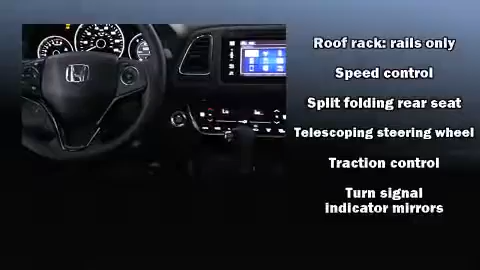 Roof rack: rails only
Speed control
Split folding rear seat
Telescoping steering wheel
Traction control
Turn signal
indicator mirrors